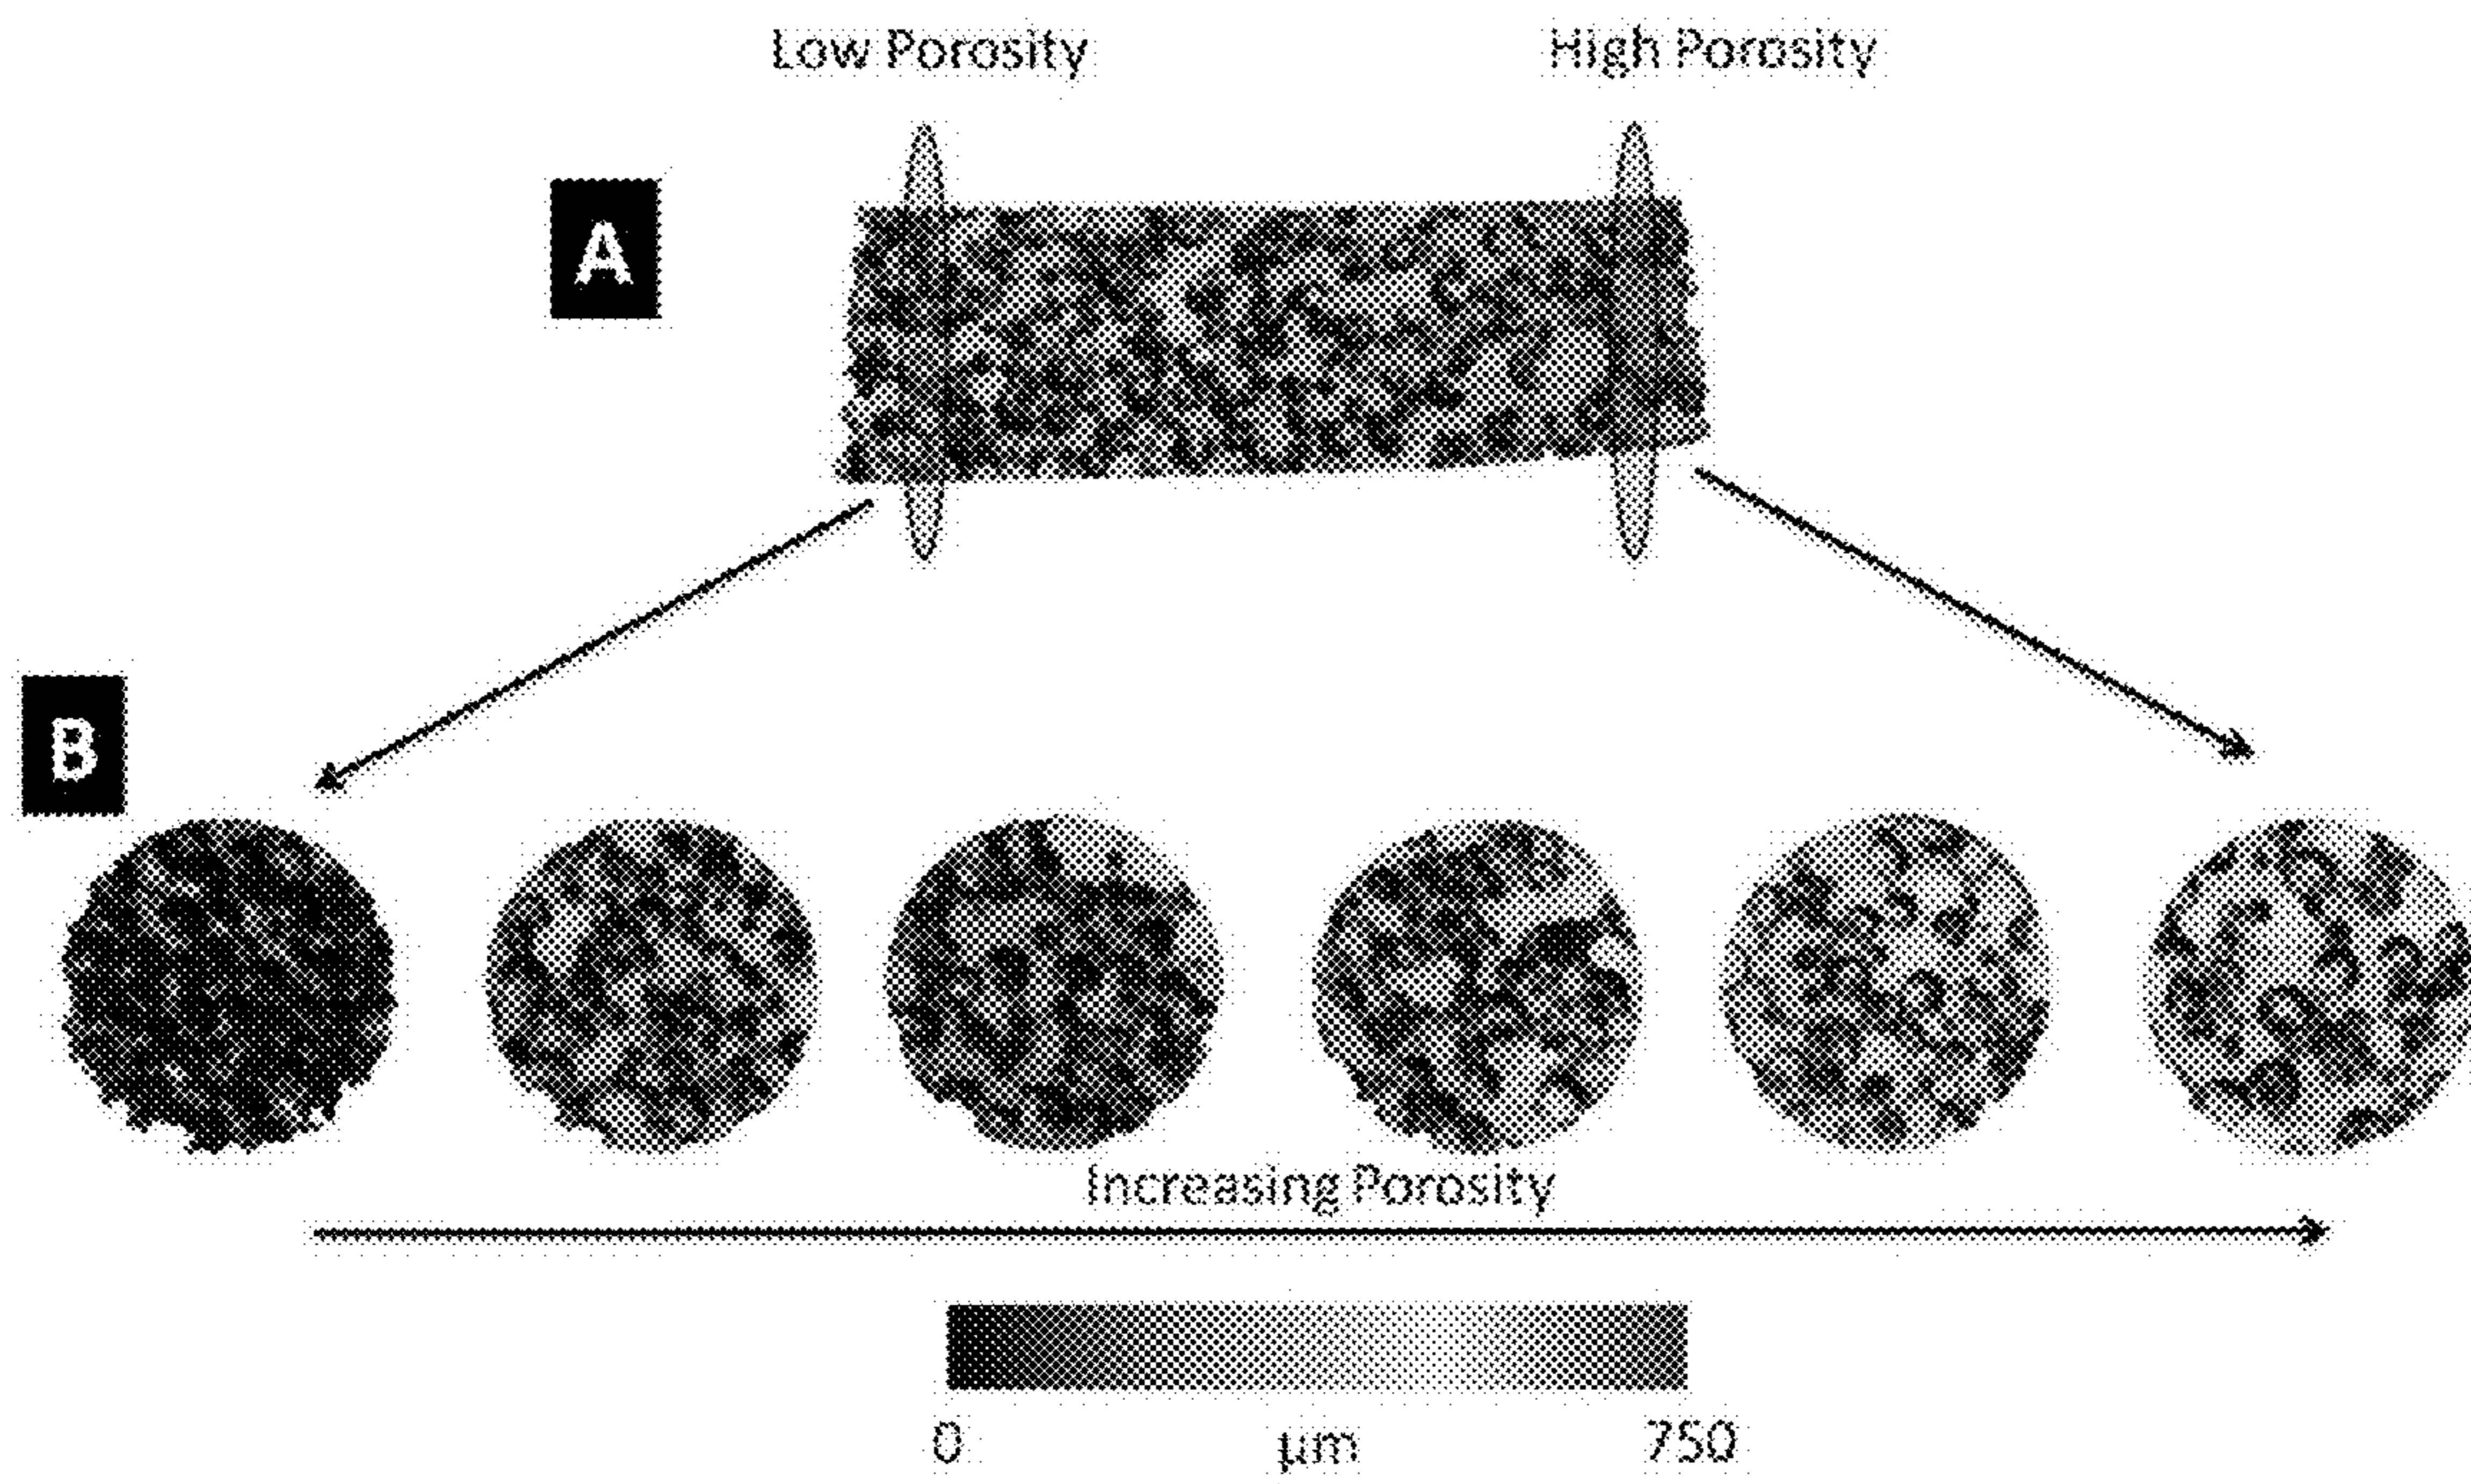 Low Porosity
High Porosity
A
B
Increasing Porosity
0 µm 750